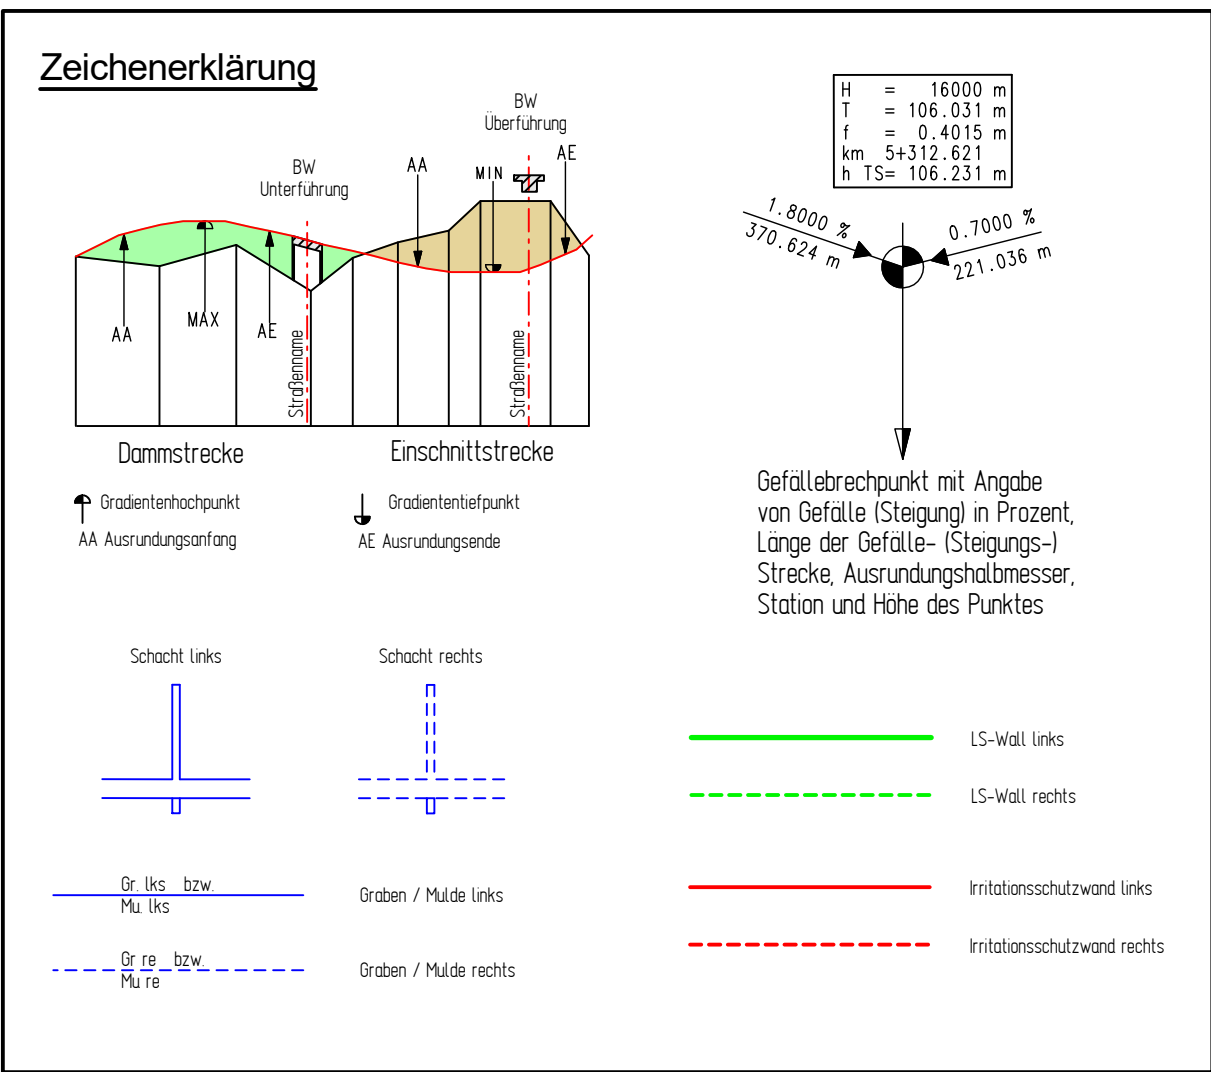 Zeichenerklärung
BW
Überführung
BW
Unterführung
AA
MIN
AE
AA
MAX
AE
Straßenname
Straßenname
Dammstrecke
Einschnittstrecke
Gradientenhochpunkt
Gradiententiefpunkt
AA Ausrundungsanfang
AE Ausrundungsende
H = 16000 m
T = 106.031 m
f = 0.4015 m
km 5+312.621
h TS= 106.231 m
1.8000 %
370.624 m
0.7000 %
221.036 m
Gefällebrechpunkt mit Angabe
von Gefälle (Steigung) in Prozent,
Länge der Gefälle- (Steigungs-)
Strecke, Ausrundungshalbmesser,
Station und Höhe des Punktes
Schacht links
Schacht rechts
LS-Wall links
LS-Wall rechts
Gr. lks bzw.
Mu. lks
Graben / Mulde links
Gr re bzw.
Mu re
Graben / Mulde rechts
Irritationsschutzwand links
Irritationsschutzwand rechts